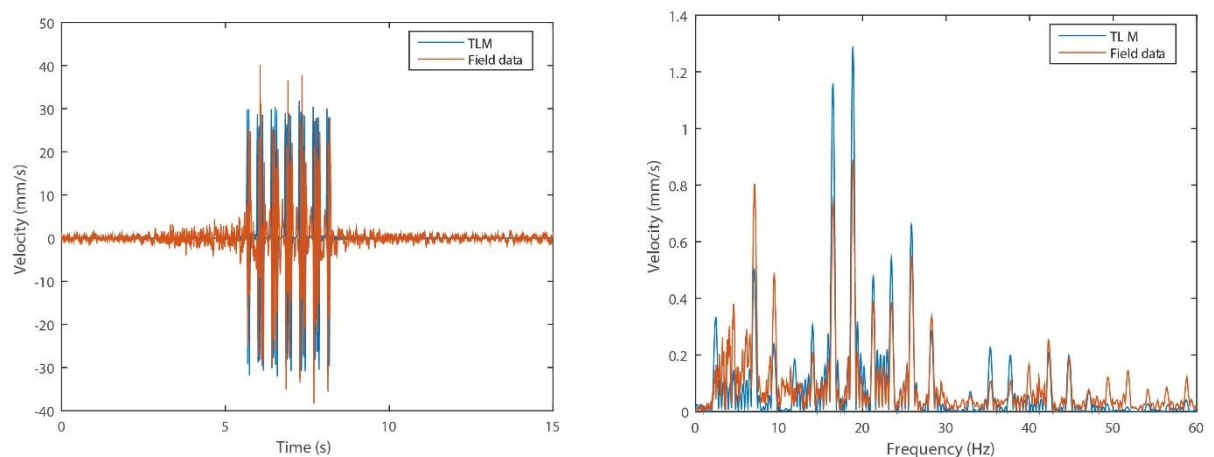 50
40
30
20
10
0
-10
-20
-30
-40
Velocity (mm/s)
TLM
Field data
0 5 10 15
Time (s)
1.4
1.2
1
0.8
0.6
0.4
0.2
0
Velocity (mm/s)
TL M
Field data
0 10 20 30 40 50 60
Frequency (Hz)